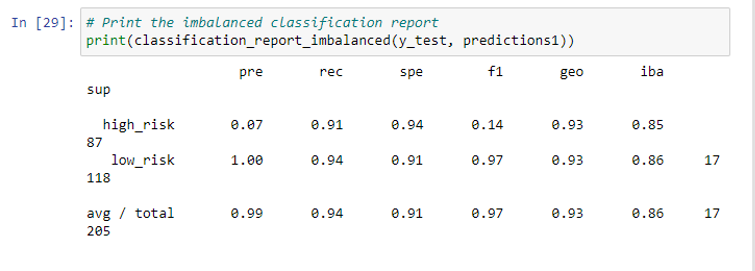 In [29]: # Print the imbalanced classification report
print(classification_report_imbalanced(y_test, predictions1))
pre rec spe f1 geo iba
sup
high_risk 0.07 0.91 0.94 0.14 0.93 0.85
87
low_risk 1.00 0.94 0.91 0.97 0.93 0.86 17
118
avg / total 0.99 0.94 0.91 0.97 0.93 0.86 17
205